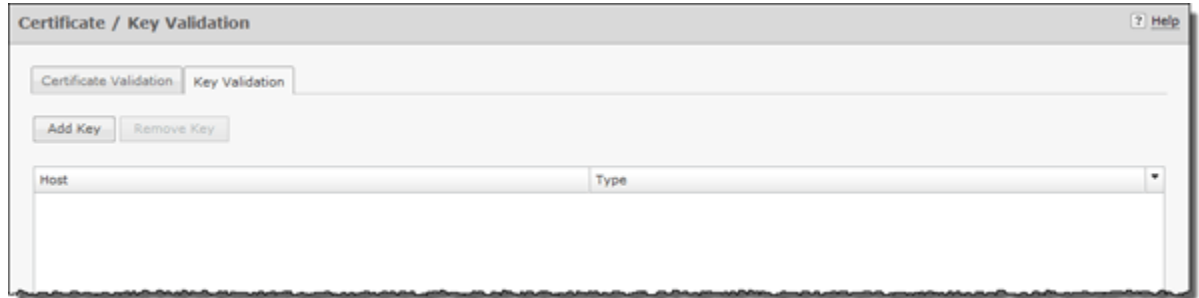 Certificate / Key Validation
? Help
Certificate Validation Key Validation
Add Key Remove Key
Host Type